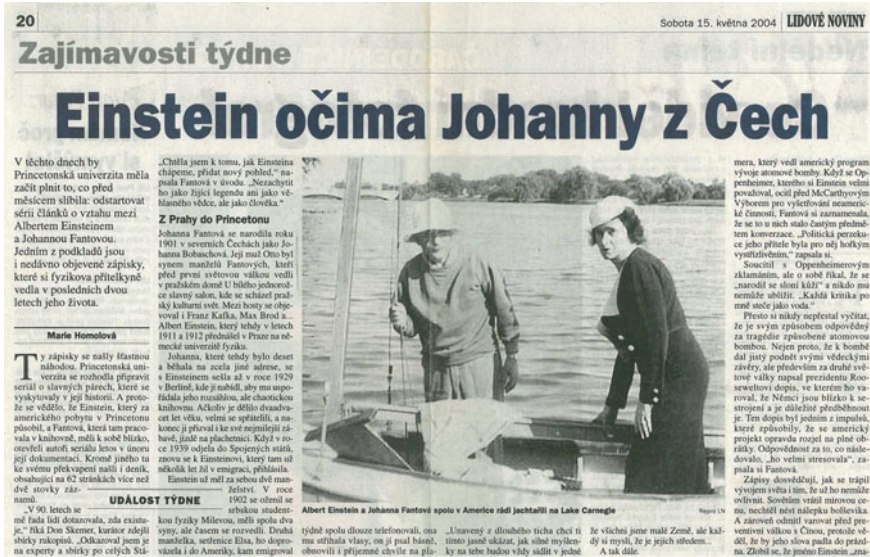 20
Sobota 15. května 2004 LIDOVÉ NOVINY
Zajímavosti týdne
Einstein očima Johanny z Čech
V těchto dnech by
Princetonská univerzita měla
začít plnit to, co před
měsícem slíbila: odstartovat
sérii článků o vztahu mezi
Albertem Einsteinem
a Johannou Fantovou.
Jedním z podkladů jsou
i nedávno objevené zápisky,
které si fyzikova přítelkyně
vedla v posledních dvou
letech jeho života.
Marie Homolová
Ty zápisky se našly šťastnou
náhodou. Princetonská uni-
verzita se rozhodla připravit
seriál o slavných párech, které se
vyskytovaly v její historii. A proto-
že se vědělo, že Einstein, který za
amerického pobytu v Princetonu
působil, a Fantová, která tam praco-
vala v knihovně, měli k sobě blízko,
otevřeli autoři seriálu letos v únoru
její dokumentaci. Kromě jiného tu
ke svému překvapení našli i deník,
obsahující na 62 stránkách více než
dvě stovky záz-
namů.
„V 90. letech se
mě řada lidí dotazovala, zda existu-
je,“ říká Don Skemer, kurátor zdejší
sbírky rukopisů. „Odkazoval jsem je
na experty a sbírky po celých Stá-
UDÁLOST TÝDNE
„Chtěla jsem k tomu, jak Einsteina
chápeme, přidat nový pohled,“ na-
psala Fantová v úvodu. „Nezachytit
ho jako žijící legendu ani jako vě-
hlasného vědce, ale jako člověka.“
Z Prahy do Princetonu
Johanna Fantová se narodila roku
1901 v severních Čechách jako Jo-
hanna Bobaschová. Její muž Otto byl
synem manželů Fantových, kteří
před první světovou válkou vedli
v pražském domě U bílého jednorož-
ce slavný salon, kde se scházel praž-
ský kulturní svět. Mezi hosty se obje-
voval i Franz Kafka, Max Brod a...
Albert Einstein, který tehdy v letech
1911 a 1912 přednášel v Praze na ně-
mecké univerzitě fyziku.
Johanna, které tehdy bylo deset
a běhala na zcela jiné adrese, se
s Einsteinem sešla až v roce 1929
v Berlíně, kde jí nabídl, aby mu uspo-
řádala jeho rozsáhlou, ale chaotickou
knihovnu. Ačkoliv je dělilo dvaadva-
cet let věku, velmi se spřátelili, a na-
konec ji přizval i ke své nejmilejší zá-
bavě, jízdě na plachetnici. Když v ro-
ce 1939 odjela do Spojených států,
znovu se k Einsteinovi, který tam už
několik let žil v emigraci, přihlásila.
Einstein už měl za sebou dvě man-
želství. V roce
1902 se oženil se
srbskou student-
kou fyziky Milevou, měli spolu dva
syny, ale časem se rozvedli. Druhá
manželka, sestřenice Elsa, ho dopro-
vázela i do Ameriky, kam emigroval
Albert Einstein a Johanna Fantová spolu v Americe rádi jachtařili na Lake Carnegie
Repro LN
týdně spolu dlouze telefonovali, ona
mu stříhala vlasy, on jí psal básně,
obnovili i příjemné chvíle na pla-
„Unavený z dlouhého ticha chci ti
tímto jasně ukázat, jak silné myšlen-
ky na tebe budou vždy sídlit v jedné
že všichni jsme malé Země, ale kaž-
dý si myslí, že je jejich středem...
A tak dále.
mera, který vedl americký program
vývoje atomové bomby. Když se Op-
penheimer, kterého si Einstein velmi
považoval, ocitl před McCarthyovým
Výborem pro vyšetřování neameric-
ké činnosti, Fantová si zaznamenala,
že se to u nich stalo častým předmě-
tem konverzace. „Politická perzeku-
ce jeho přítele byla pro něj hořkým
vystřízlivěním,“ zapsala si.
Soucítil s Oppenheimerovým
zklamáním, ale o sobě říkal, že se
„narodil se sloní kůží“ a nikdo mu
nemůže ublížit. „Každá kritika po
mně steče jako voda.“
Přesto si nikdy nepřestal vyčítat,
že je svým způsobem odpovědný
za tragédie způsobené atomovou
bombou. Nejen proto, že k bombě
dal jistý podnět svými vědeckými
závěry, ale především za druhé svě-
tové války napsal prezidentu Roo-
seweltovi dopis, ve kterém ho va-
roval, že Němci jsou blízko k se-
strojení a je důležité předběhnout
je. Ten dopis byl jedním z impulsů,
které způsobily, že se americký
projekt opravdu rozjel na plné ob-
rátky. Odpovědnost za to, co násle-
dovalo, „ho velmi stresovala“, za-
psala si Fantová.
Zápisy dosvědčují, jak se trápil
vývojem světa i tím, že už ho nemůže
ovlivnit. Sovětům vrátil mírovou ce-
nu, nechtěl nést nálepku bolševika.
A zároveň odmítl varovat před pre-
ventivní válkou s Čínou, protože vě-
děl, že by jeho slova padla do prázd-
na. Zlobil se, že jméno Einstein „zna-